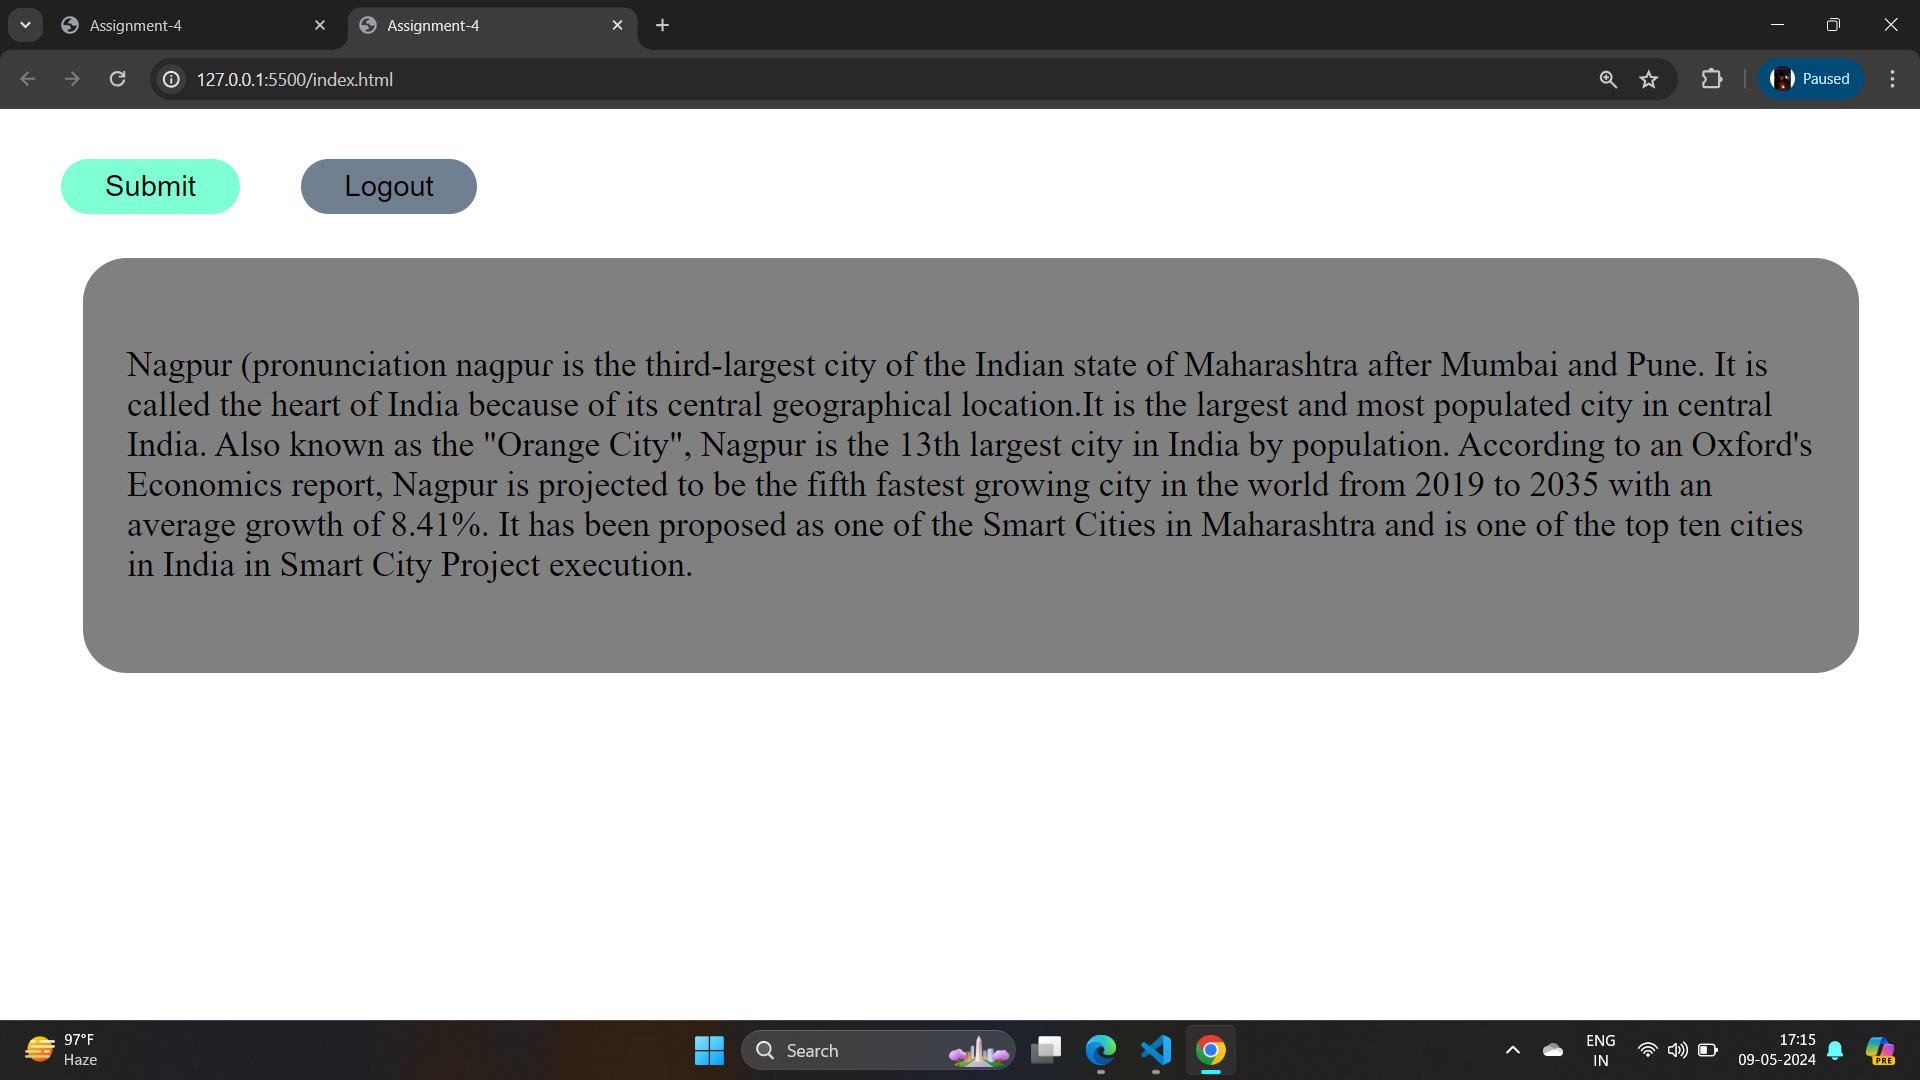 Assignment-4
Assignment-4
127.0.0.1:5500/index.html
Paused
Submit
Logout
Nagpur (pronunciation naɡpuɾ is the third-largest city of the Indian state of Maharashtra after Mumbai and Pune. It is
called the heart of India because of its central geographical location.It is the largest and most populated city in central
India. Also known as the "Orange City", Nagpur is the 13th largest city in India by population. According to an Oxford's
Economics report, Nagpur is projected to be the fifth fastest growing city in the world from 2019 to 2035 with an
average growth of 8.41%. It has been proposed as one of the Smart Cities in Maharashtra and is one of the top ten cities
in India in Smart City Project execution.
97°F
Haze
Search
ENG
IN
17:15
09-05-2024
PRE